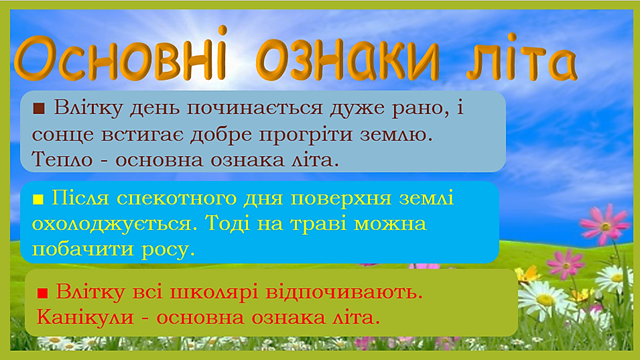 Основні ознаки літа
■ Влітку день починається дуже рано, і
сонце встигає добре прогріти землю.
Тепло - основна ознака літа.
■ Після спекотного дня поверхня землі
охолоджується. Тоді на траві можна
побачити росу.
■ Влітку всі школярі відпочивають.
Канікули - основна ознака літа.